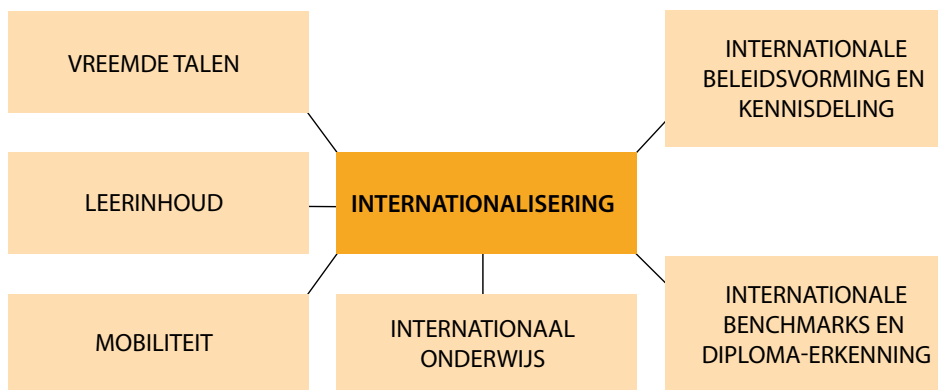 VREEMDE TALEN
INTERNATIONALE
BELEIDSVORMING EN
KENNISDELING
LEERINHOUD
INTERNATIONALISERING
MOBILITEIT
INTERNATIONAAL
ONDERWIJS
INTERNATIONALE
BENCHMARKS EN
DIPLOMA-ERKENNING